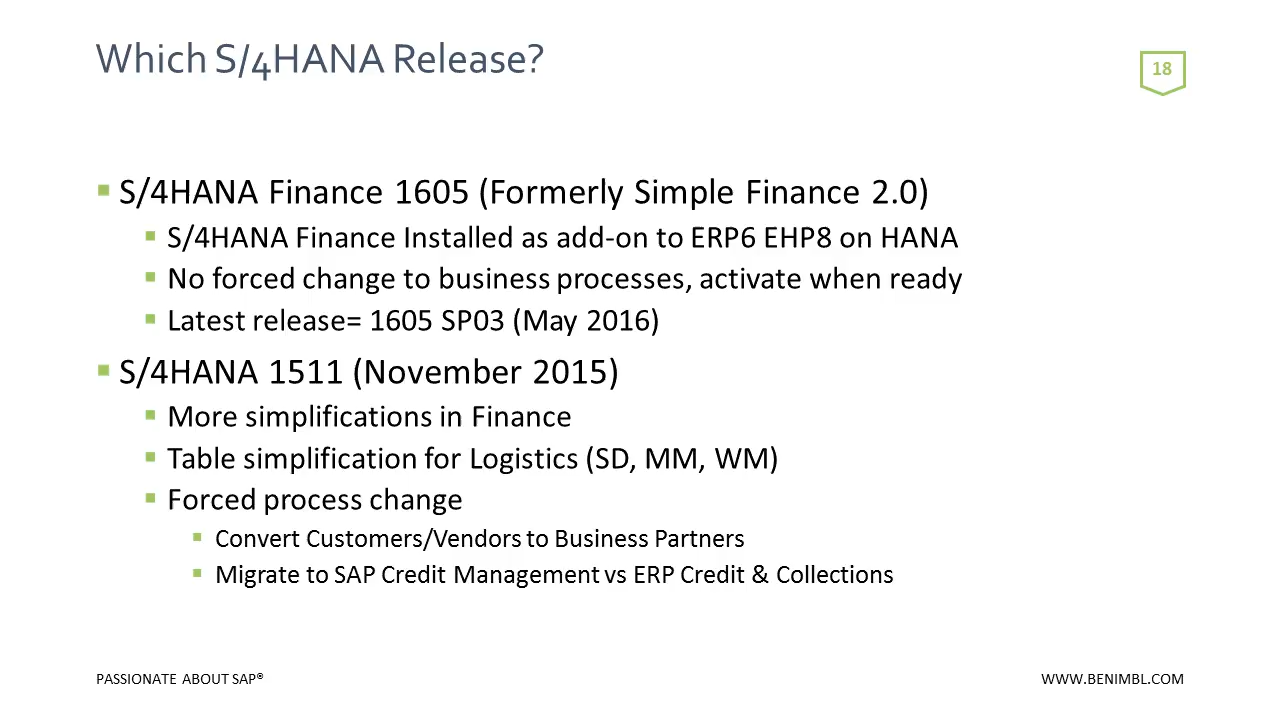 Which S/4HANA Release?
18
S/4HANA Finance 1605 (Formerly Simple Finance 2.0)
S/4HANA Finance Installed as add-on to ERP6 EHP8 on HANA
No forced change to business processes, activate when ready
Latest release= 1605 SP03 (May 2016)
S/4HANA 1511 (November 2015)
More simplifications in Finance
Table simplification for Logistics (SD, MM, WM)
Forced process change
Convert Customers/Vendors to Business Partners
Migrate to SAP Credit Management vs ERP Credit & Collections
PASSIONATE ABOUT SAP®
WWW.BENIMBL.COM